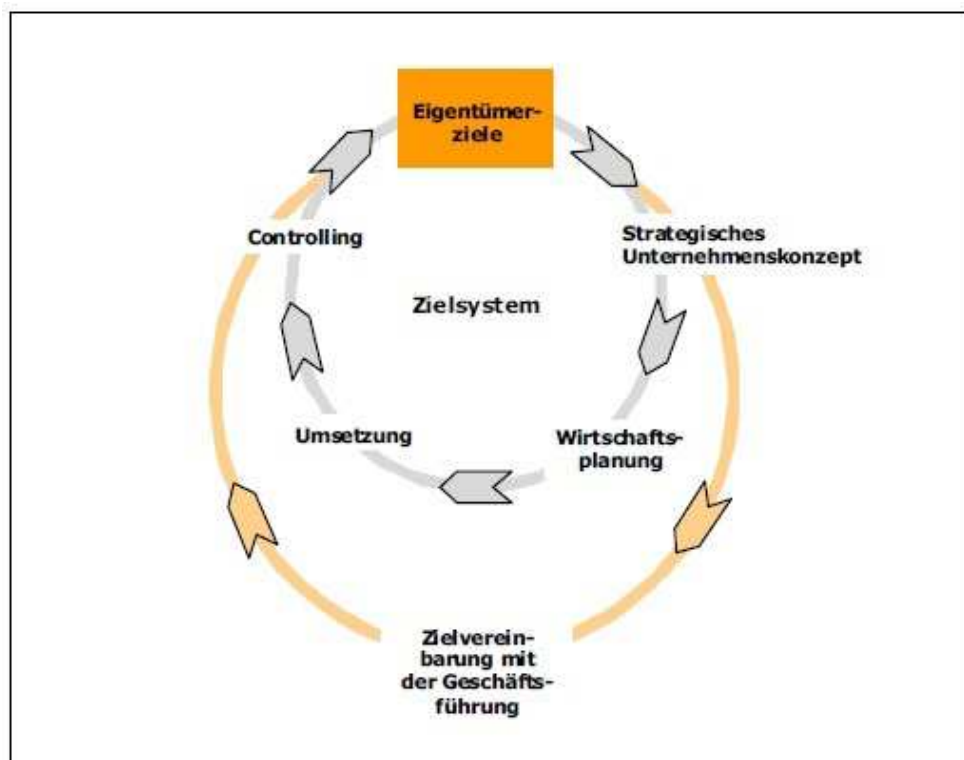 Eigentümer-
ziele
Controlling
Strategisches
Unternehmenskonzept
Zielsystem
Umsetzung
Wirtschafts-
planung
Zielverein-
barung mit
der Geschäfts-
führung